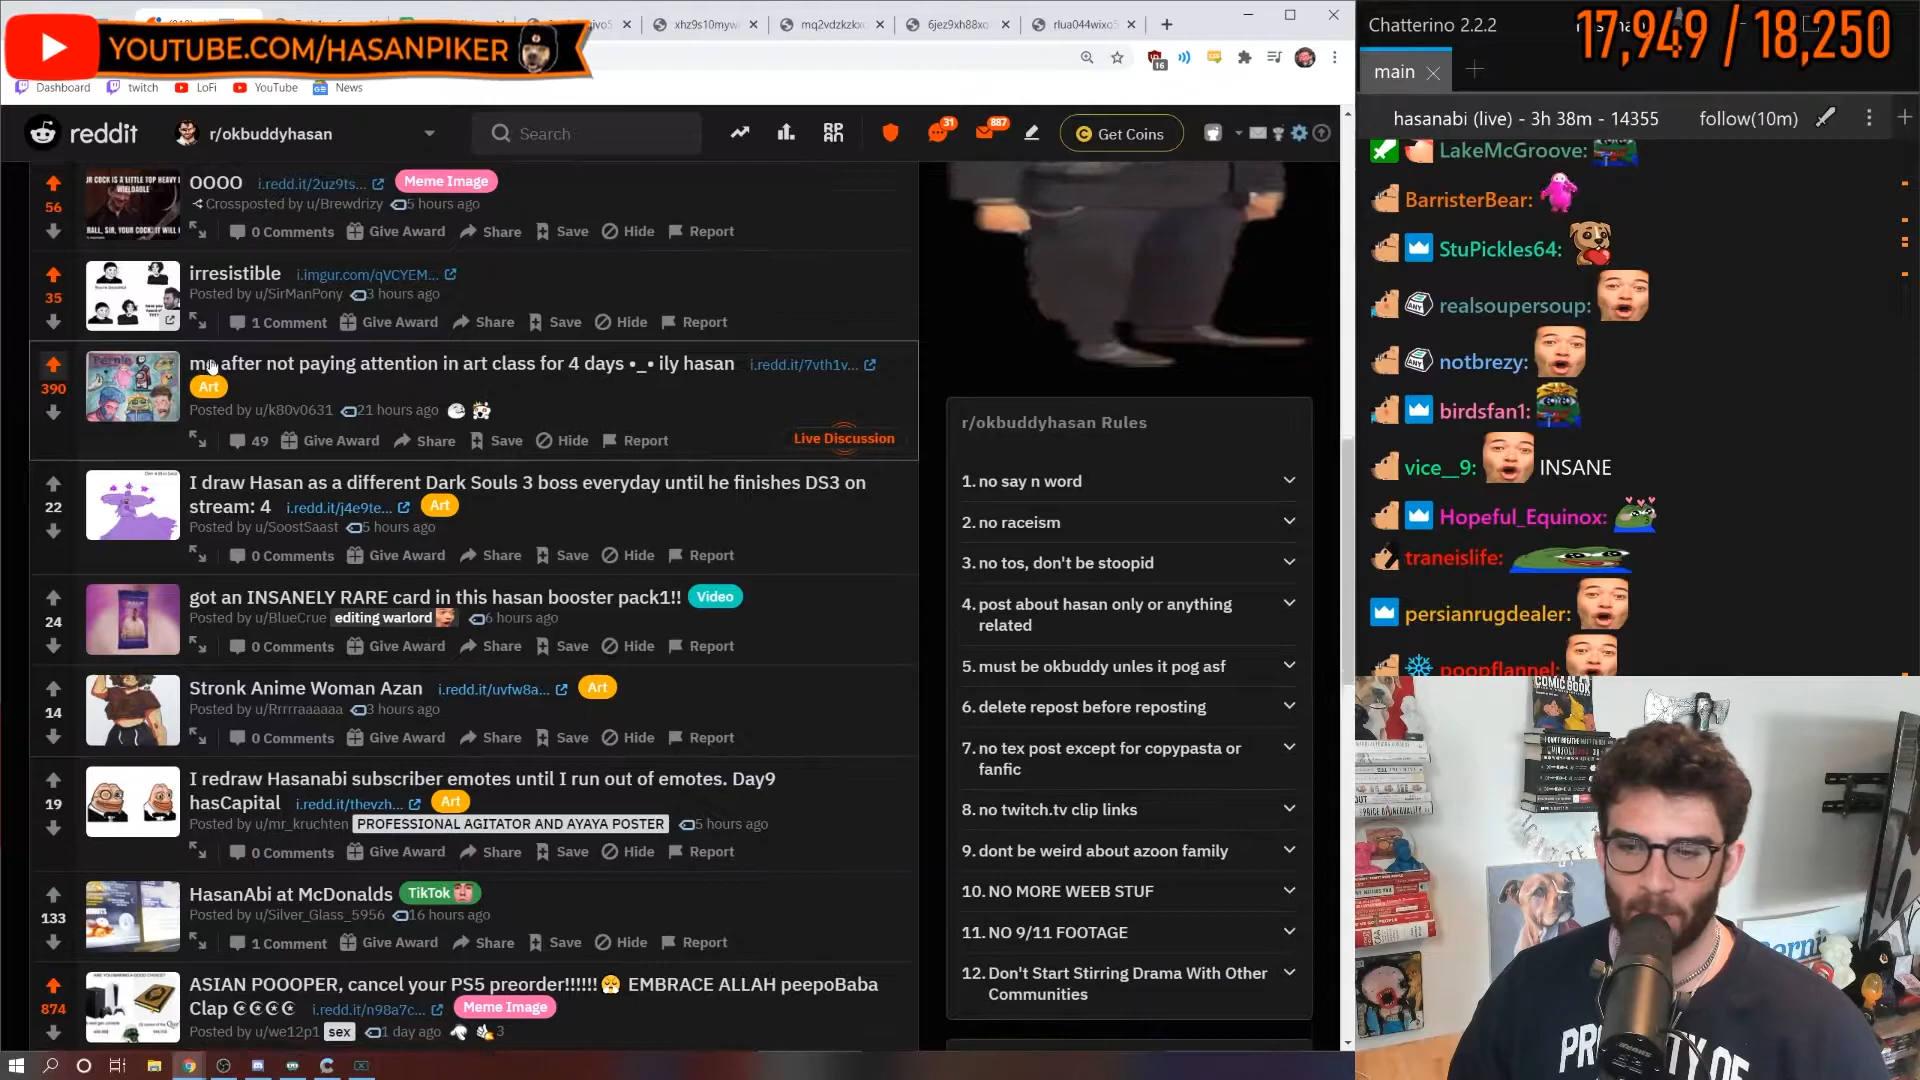 xhz9s10myw
mq2vdzkzkx
6jez9xh88xo
rlua044wixo
YOUTUBE.COM/HASANPIKER
16
Dashboard twitch LoFi YouTube News
reddit r/okbuddyhasan Search 31 887 Get Coins
56
OOOO i.redd.it/2uz9ts... Meme Image
Crossposted by u/Brewdrizy 5 hours ago
0 Comments Give Award Share Save Hide Report
35
irresistible i.imgur.com/qVCYEM...
Posted by u/SirManPony 3 hours ago
1 Comment Give Award Share Save Hide Report
390
me after not paying attention in art class for 4 days •_• ily hasan i.redd.it/7vth1v...
Art
Posted by u/k80v0631 21 hours ago
49 Give Award Share Save Hide Report Live Discussion
22
I draw Hasan as a different Dark Souls 3 boss everyday until he finishes DS3 on
stream: 4 i.redd.it/j4e9te... Art
Posted by u/SoostSaast 5 hours ago
0 Comments Give Award Share Save Hide Report
24
got an INSANELY RARE card in this hasan booster pack1!! Video
Posted by u/BlueCrue editing warlord 6 hours ago
0 Comments Give Award Share Save Hide Report
14
Stronk Anime Woman Azan i.redd.it/uvfw8a... Art
Posted by u/Rrrrraaaaaa 3 hours ago
0 Comments Give Award Share Save Hide Report
19
I redraw Hasanabi subscriber emotes until I run out of emotes. Day9
hasCapital i.redd.it/thevzh... Art
Posted by u/mr_kruchten PROFESSIONAL AGITATOR AND AYAYA POSTER 5 hours ago
0 Comments Give Award Share Save Hide Report
133
HasanAbi at McDonalds TikTok
Posted by u/Silver_Glass_5956 16 hours ago
1 Comment Give Award Share Save Hide Report
874
ASIAN POOOPER, cancel your PS5 preorder!!!!!! 😤 EMBRACE ALLAH peepoBaba
Clap ☪☪☪☪ i.redd.it/n98a7c... Meme Image
Posted by u/we12p1 sex 1 day ago 3
r/okbuddyhasan Rules
1. no say n word
2. no raceism
3. no tos, don't be stoopid
4. post about hasan only or anything
related
5. must be okbuddy unles it pog asf
6. delete repost before reposting
7. no tex post except for copypasta or
fanfic
8. no twitch.tv clip links
9. dont be weird about azoon family
10. NO MORE WEEB STUF
11. NO 9/11 FOOTAGE
12. Don't Start Stirring Drama With Other
Communities
Chatterino 2.2.2
17,949 / 18,250
main
hasanabi (live) - 3h 38m - 14355 follow(10m)
LakeMcGroove:
BarristerBear:
StuPickles64:
realsoupersoup:
notbrezy:
birdsfan1:
vice__9: INSANE
Hopeful_Equinox:
traneislife:
persianrugdealer:
poopflannel:
COMIC BOOK